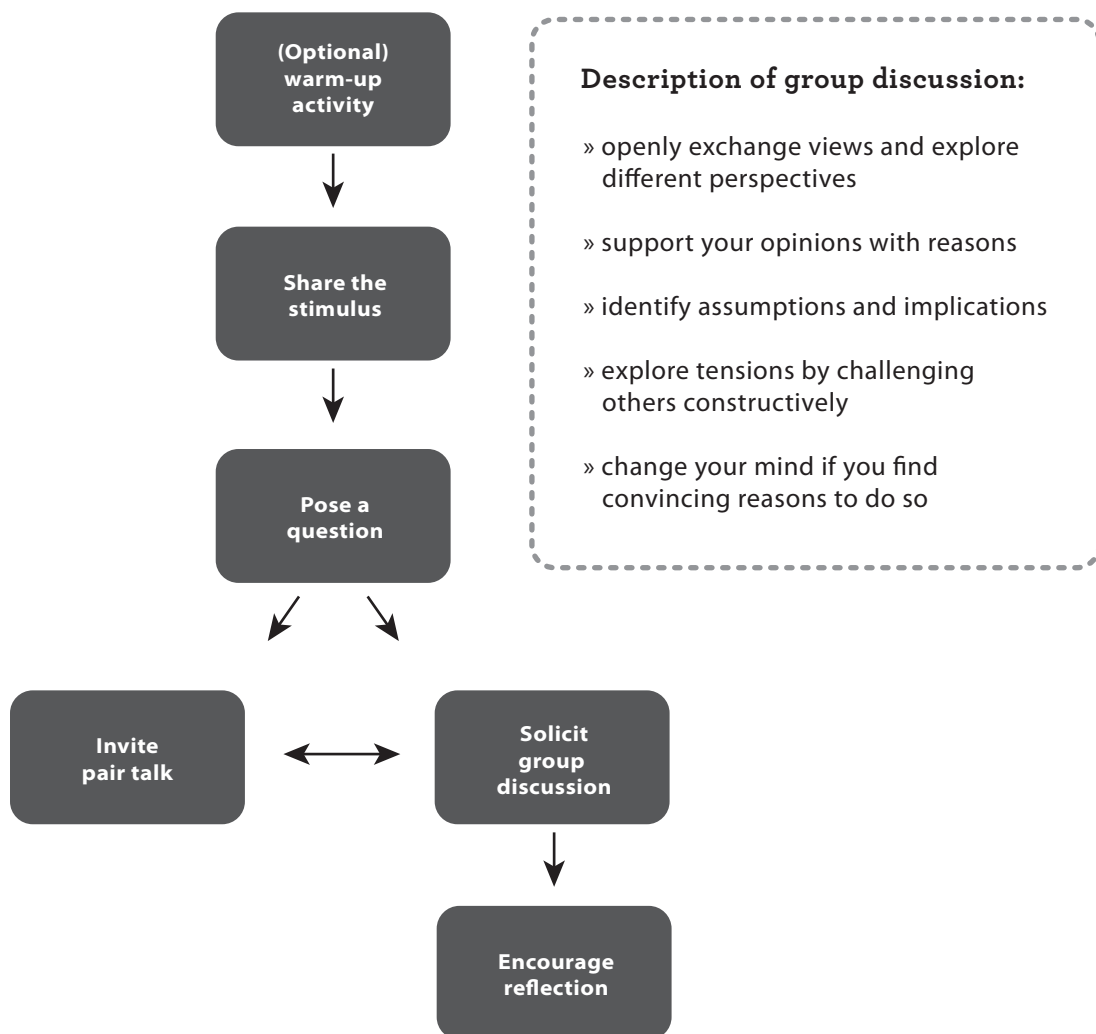 (Optional)
warm-up
activity
Share the
stimulus
Pose a
question
Invite
pair talk
Solicit
group
discussion
Encourage
reflection
Description of group discussion:
» openly exchange views and explore
different perspectives
» support your opinions with reasons
» identify assumptions and implications
» explore tensions by challenging
others constructively
» change your mind if you find
convincing reasons to do so